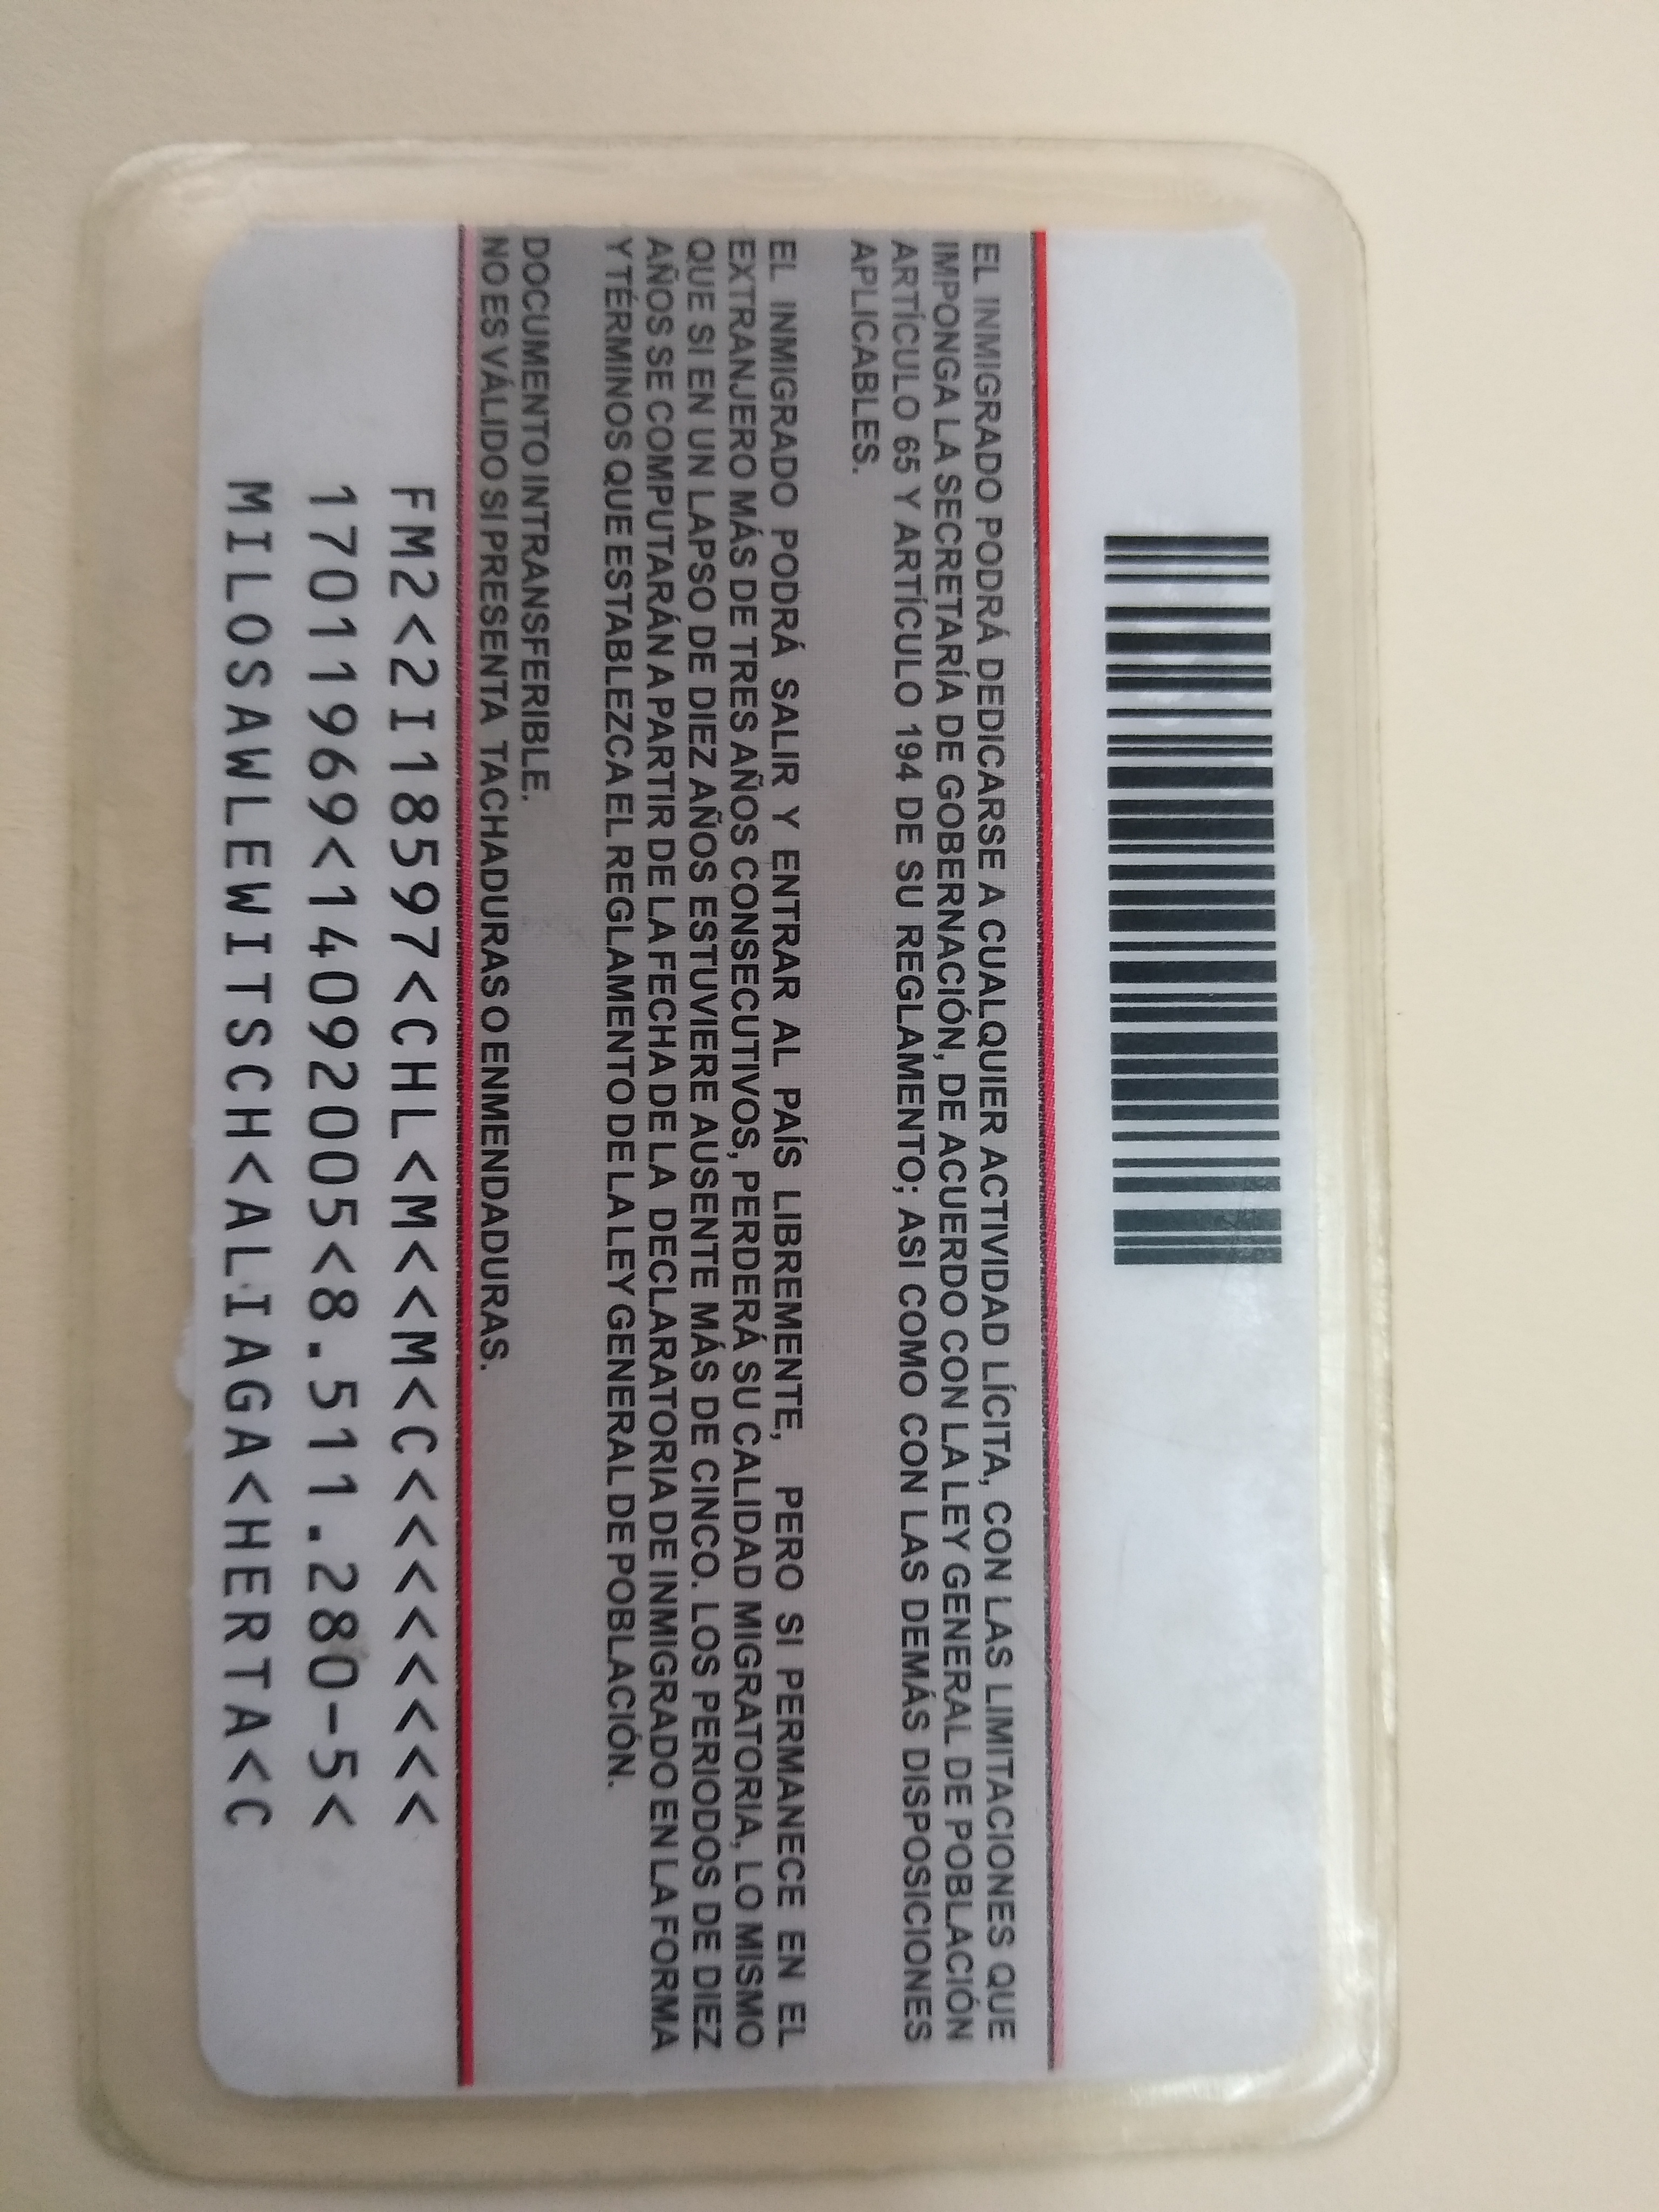 EL INMIGRADO PODRÁ DEDICARSE A CUALQUIER ACTIVIDAD LÍCITA, CON LAS LIMITACIONES QUE
IMPONGA LA SECRETARÍA DE GOBERNACIÓN, DE ACUERDO CON LA LEY GENERAL DE POBLACIÓN
ARTÍCULO 65 Y ARTÍCULO 194 DE SU REGLAMENTO; ASI COMO CON LAS DEMÁS DISPOSICIONES
APLICABLES.
EL INMIGRADO PODRÁ SALIR Y ENTRAR AL PAÍS LIBREMENTE, PERO SI PERMANECE EN EL
EXTRANJERO MÁS DE TRES AÑOS CONSECUTIVOS, PERDERÁ SU CALIDAD MIGRATORIA, LO MISMO
QUE SI EN UN LAPSO DE DIEZ AÑOS ESTUVIERE AUSENTE MÁS DE CINCO. LOS PERIODOS DE DIEZ
AÑOS SE COMPUTARÁN A PARTIR DE LA FECHA DE LA DECLARATORIA DE INMIGRADO EN LA FORMA
Y TÉRMINOS QUE ESTABLEZCA EL REGLAMENTO DE LA LEY GENERAL DE POBLACIÓN.
DOCUMENTO INTRANSFERIBLE.
NO ES VÁLIDO SI PRESENTA TACHADURAS O ENMENDADURAS.
FM2<2I18597<CHL<M<<M<C<<<<<<<<
17011969<14092005<8.511.280-5<
MILOSAWLEWITSCH<ALIAGA<HERTA<C